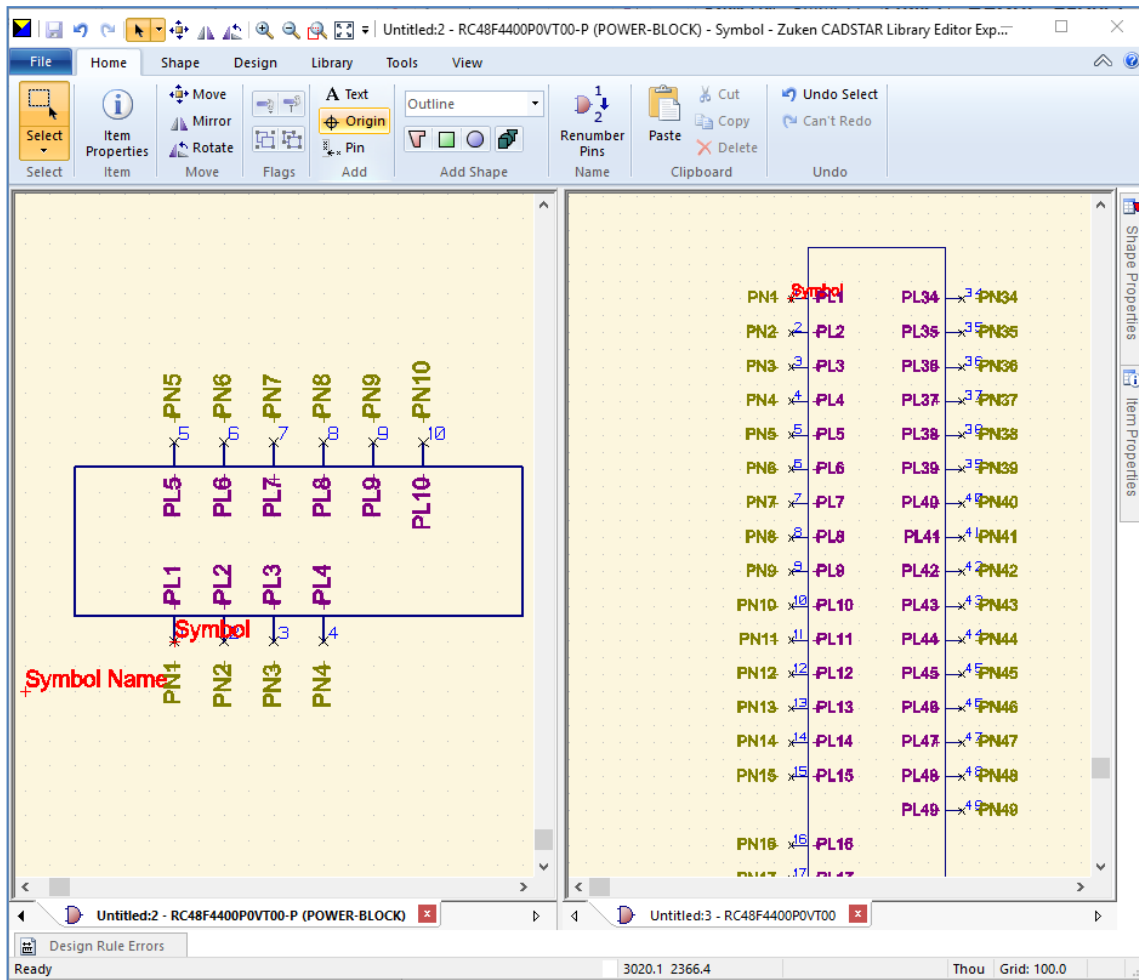 Untitled:2 - RC48F4400P0VT00-P (POWER-BLOCK) - Symbol - Zuken CADSTAR Library Editor Exp...
File Home Shape Design Library Tools View
Select
Item Properties
Move
Mirror
Rotate
Text
Origin
Pin
Outline
Renumber Pins
Paste
Cut
Copy
Delete
Undo Select
Can't Redo
Select Item Move Flags Add Add Shape Name Clipboard Undo
PN5 PN6 PN7 PN8 PN9 PN10
5 6 7 8 9 10
PL5 PL6 PL7 PL8 PL9 PL10
PL1 PL2 PL3 PL4
Symbol
2 3 4
PN1 PN2 PN3 PN4
Symbol Name
Symbol
PN1 PL1 PL34 34 PN34
PN2 2 PL2 PL35 35 PN35
PN3 3 PL3 PL36 36 PN36
PN4 4 PL4 PL37 37 PN37
PN5 5 PL5 PL38 38 PN38
PN6 6 PL6 PL39 39 PN39
PN7 7 PL7 PL40 40 PN40
PN8 8 PL8 PL41 41 PN41
PN9 9 PL9 PL42 42 PN42
PN10 10 PL10 PL43 43 PN43
PN11 11 PL11 PL44 44 PN44
PN12 12 PL12 PL45 45 PN45
PN13 13 PL13 PL46 46 PN46
PN14 14 PL14 PL47 47 PN47
PN15 15 PL15 PL48 48 PN48
PL49 49 PN49
PN16 16 PL16
PN17 17 PL17
Shape Properties
Item Properties
Untitled:2 - RC48F4400P0VT00-P (POWER-BLOCK)
Untitled:3 - RC48F4400P0VT00
Design Rule Errors
Ready 3020.1 2366.4 Thou Grid: 100.0